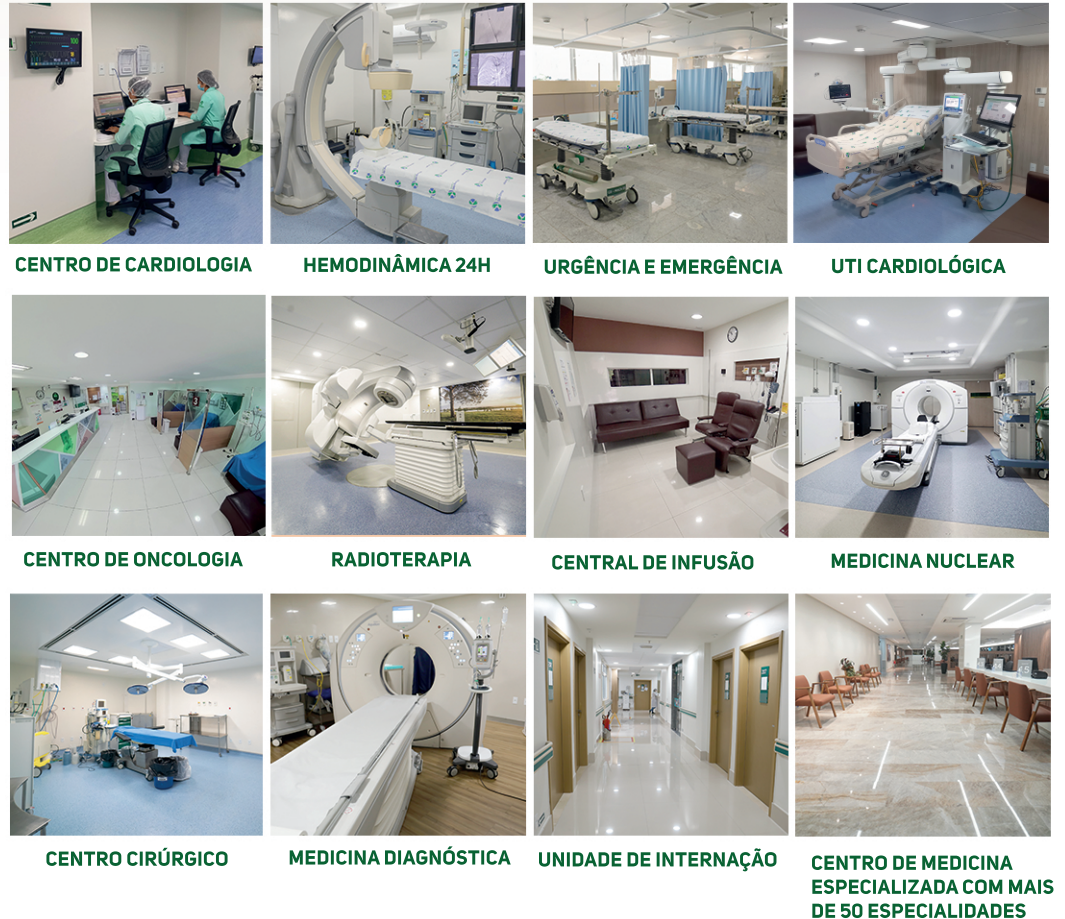 CENTRO DE CARDIOLOGIA
HEMODINÂMICA 24H
URGÊNCIA E EMERGÊNCIA
UTI CARDIOLÓGICA
CENTRO DE ONCOLOGIA
RADIOTERAPIA
CENTRAL DE INFUSÃO
MEDICINA NUCLEAR
CENTRO CIRÚRGICO
MEDICINA DIAGNÓSTICA
UNIDADE DE INTERNAÇÃO
CENTRO DE MEDICINA
ESPECIALIZADA COM MAIS
DE 50 ESPECIALIDADES